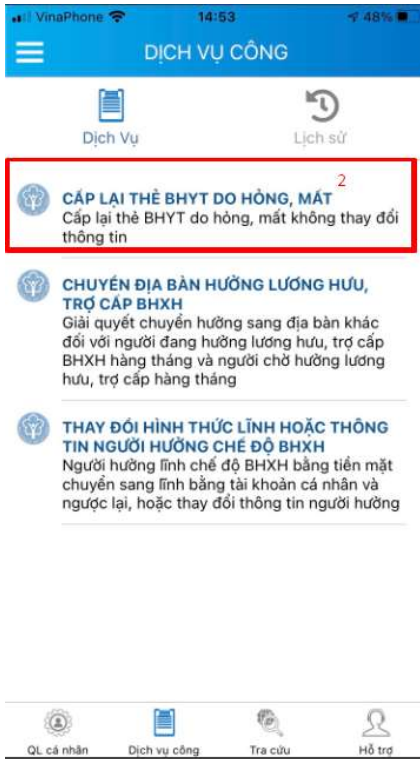 VinaPhone 14:53 48%
DỊCH VỤ CÔNG
Dịch Vụ Lịch sử
2
CẤP LẠI THẺ BHYT DO HỎNG, MẤT
Cấp lại thẻ BHYT do hỏng, mất không thay đổi
thông tin
CHUYỂN ĐỊA BÀN HƯỞNG LƯƠNG HƯU,
TRỢ CẤP BHXH
Giải quyết chuyển hưởng sang địa bàn khác
đối với người đang hưởng lương hưu, trợ cấp
BHXH hàng tháng và người chờ hưởng lương
hưu, trợ cấp hàng tháng
THAY ĐỔI HÌNH THỨC LĨNH HOẶC THÔNG
TIN NGƯỜI HƯỞNG CHẾ ĐỘ BHXH
Người hưởng lĩnh chế độ BHXH bằng tiền mặt
chuyển sang lĩnh bằng tài khoản cá nhân và
ngược lại, hoặc thay đổi thông tin người hưởng
QL cá nhân Dịch vụ công Tra cứu Hỗ trợ